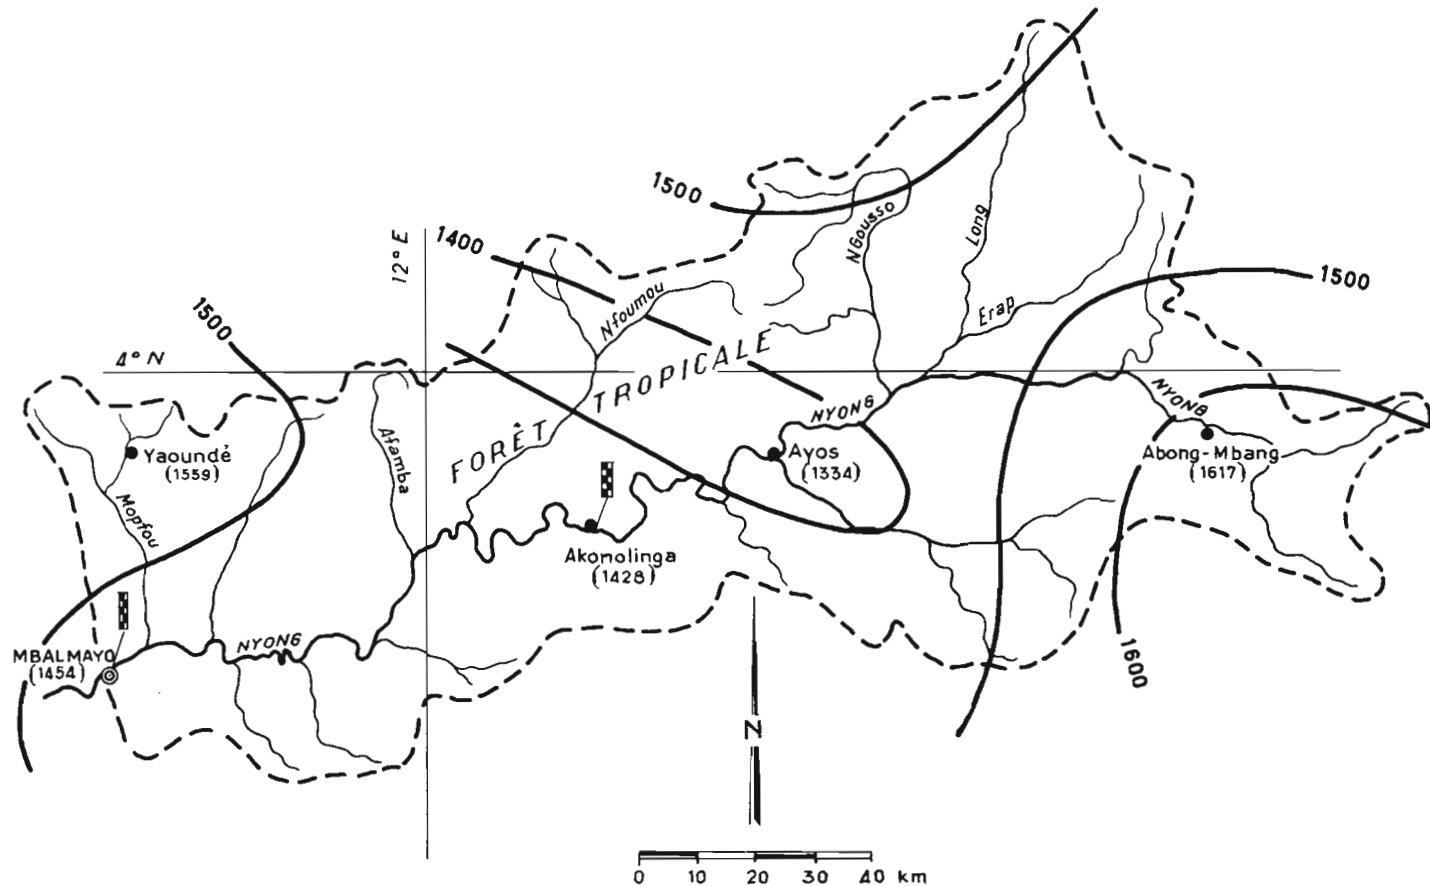 1500
1400
12° E
NGousso
Long
1500
1500
Nfoumou
Erap
4° N
FORÊT TROPICALE
NYONG
NYONG
Yaoundé
(1559)
Afamba
Ayos
(1334)
Abong-Mbang
(1617)
Mopfou
Akonolinga
(1428)
NYONG
MBALMAYO
(1454)
1600
N
0 10 20 30 40 km